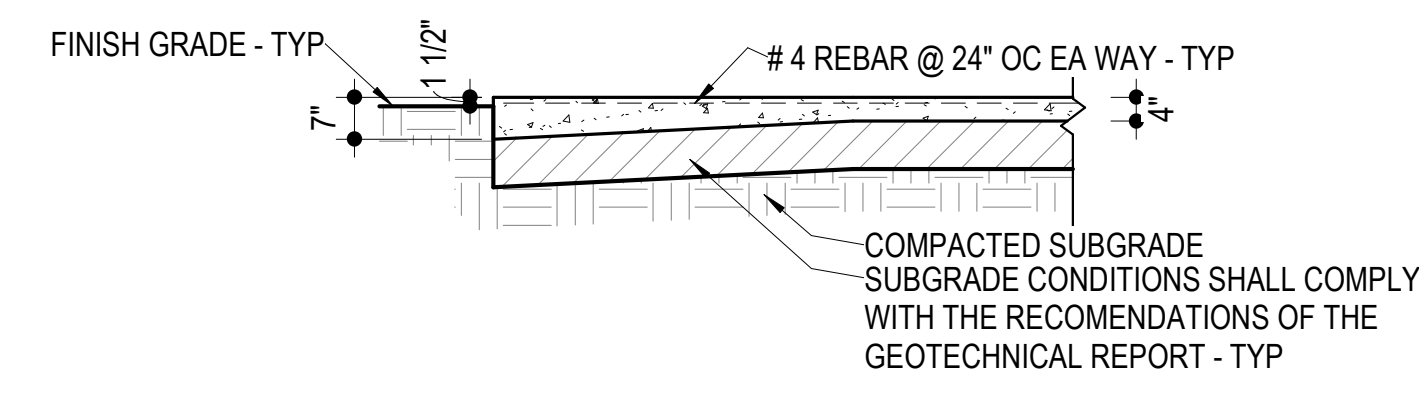 FINISH GRADE - TYP
1 1/2"
# 4 REBAR @ 24" OC EA WAY - TYP
7"
4"
COMPACTED SUBGRADE
SUBGRADE CONDITIONS SHALL COMPLY
WITH THE RECOMENDATIONS OF THE
GEOTECHNICAL REPORT - TYP